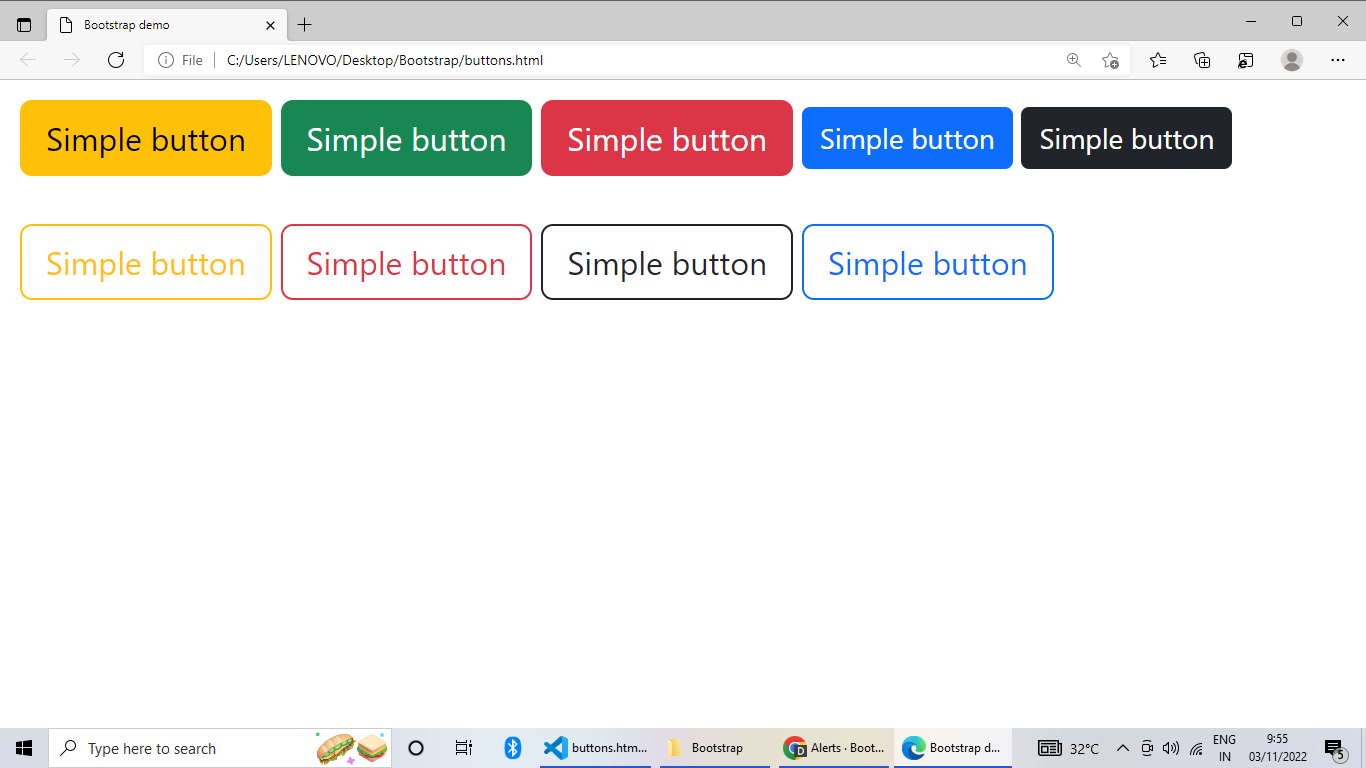 Bootstrap demo
File
C:/Users/LENOVO/Desktop/Bootstrap/buttons.html
Simple button Simple button Simple button Simple button Simple button
Simple button Simple button Simple button Simple button
Type here to search
buttons.htm...
Bootstrap
Alerts · Boot...
Bootstrap d...
32°C
ENG
IN
9:55
03/11/2022
5